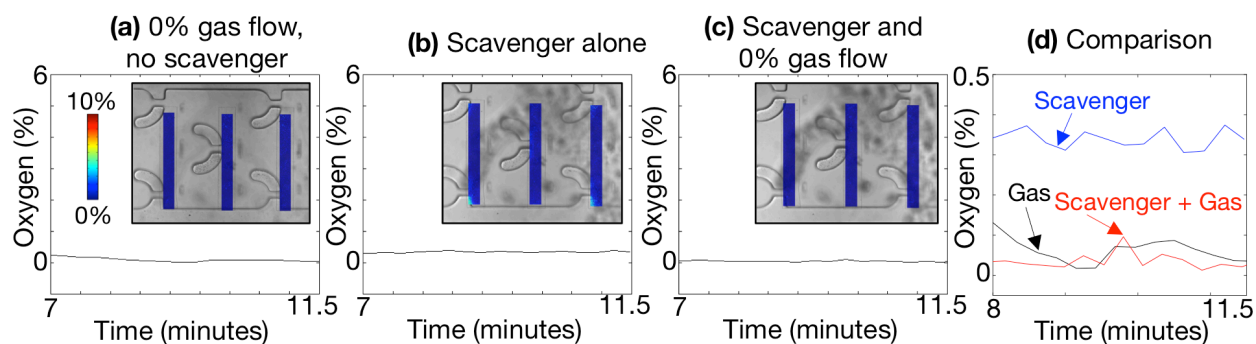 (a) 0% gas flow,
no scavenger
6
10%
0%
Oxygen (%)
0
7
11.5
Time (minutes)
(b) Scavenger alone
6
Oxygen (%)
0
7
11.5
Time (minutes)
(c) Scavenger and
0% gas flow
6
Oxygen (%)
0
7
11.5
Time (minutes)
(d) Comparison
0.5
Scavenger
Oxygen (%)
Gas
Scavenger + Gas
0
8
11.5
Time (minutes)